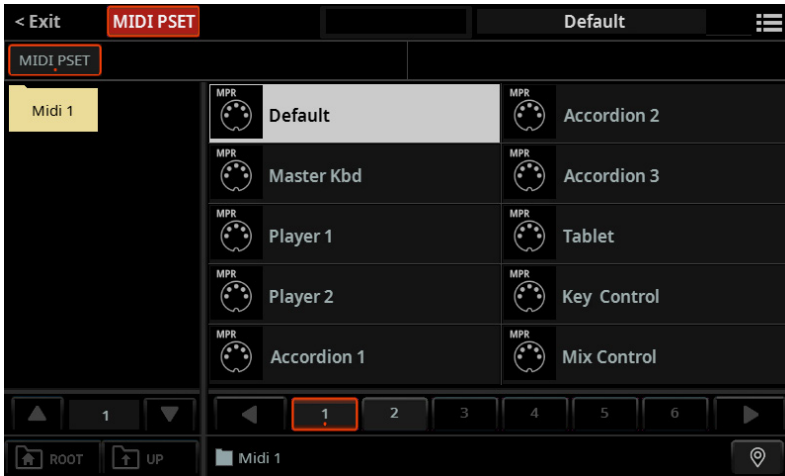 < Exit MIDI PSET Default
MIDI PSET
Midi 1
MPR Default MPR Accordion 2
MPR Master Kbd MPR Accordion 3
MPR Player 1 MPR Tablet
MPR Player 2 MPR Key Control
MPR Accordion 1 MPR Mix Control
1 1 2 3 4 5 6
ROOT UP Midi 1